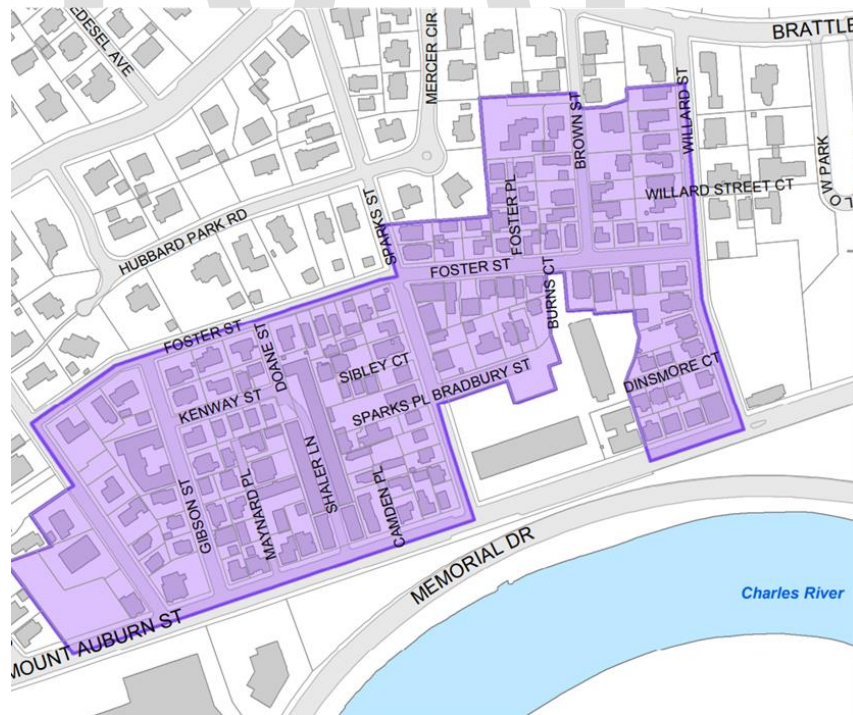 EDESEL AVE
BRATTLE
MERCER CIR
BROWN ST
WILLARD ST
WILLARD STREET CT
W PARK
LO
FOSTER PL
SPARKS ST
HUBBARD PARK RD
FOSTER ST
BURNS CT
FOSTER ST
DOANE ST
SIBLEY CT
DINSMORE CT
KENWAY ST
SPARKS PL BRADBURY ST
GIBSON ST
MAYNARD PL
SHALER LN
CAMDEN PL
MEMORIAL DR
Charles River
MOUNT AUBURN ST